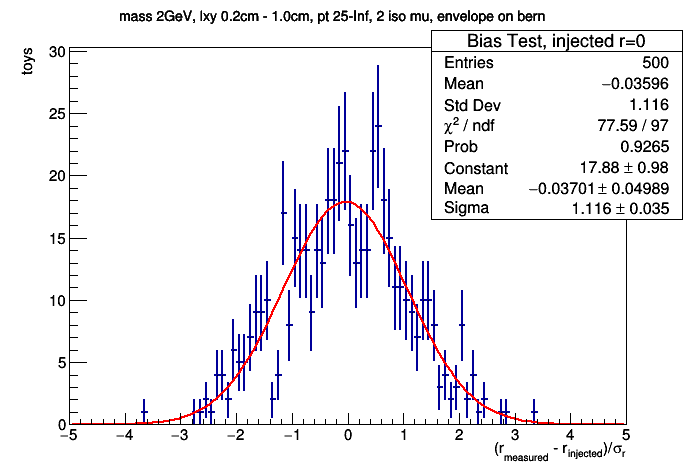 mass 2GeV, lxy 0.2cm - 1.0cm, pt 25-Inf, 2 iso mu, envelope on bern
Bias Test, injected r=0
Entries 500
Mean −0.03596
Std Dev 1.116
χ² / ndf 77.59 / 97
Prob 0.9265
Constant 17.88 ± 0.98
Mean −0.03701 ± 0.04989
Sigma 1.116 ± 0.035
toys
30
25
20
15
10
5
0
−5 −4 −3 −2 −1 0 1 2 3 4 5
(r_measured - r_injected)/σ_r